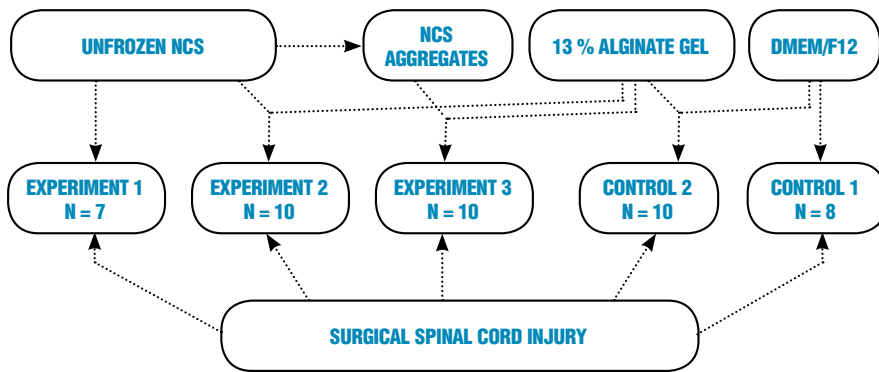 UNFROZEN NCS
NCS
AGGREGATES
13 % ALGINATE GEL
DMEM/F12
EXPERIMENT 1
N = 7
EXPERIMENT 2
N = 10
EXPERIMENT 3
N = 10
CONTROL 2
N = 10
CONTROL 1
N = 8
SURGICAL SPINAL CORD INJURY